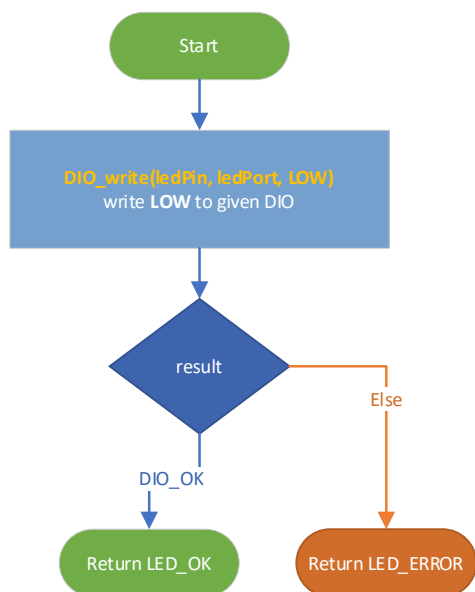 Start
DIO_write(ledPin, ledPort, LOW)
write LOW to given DIO
result
Else
DIO_OK
Return LED_OK
Return LED_ERROR